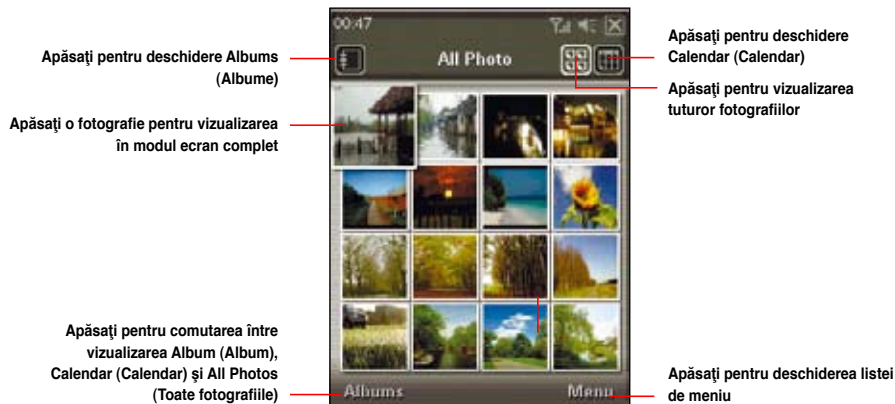 00:47
All Photo
Apăsaţi pentru deschidere Albums
(Albume)
Apăsaţi o fotografie pentru vizualizarea
în modul ecran complet
Apăsaţi pentru comutarea între
vizualizarea Album (Album),
Calendar (Calendar) şi All Photos
(Toate fotografiile)
Apăsaţi pentru deschidere
Calendar (Calendar)
Apăsaţi pentru vizualizarea
tuturor fotografiilor
Apăsaţi pentru deschiderea listei
de meniu
Albums
Menu